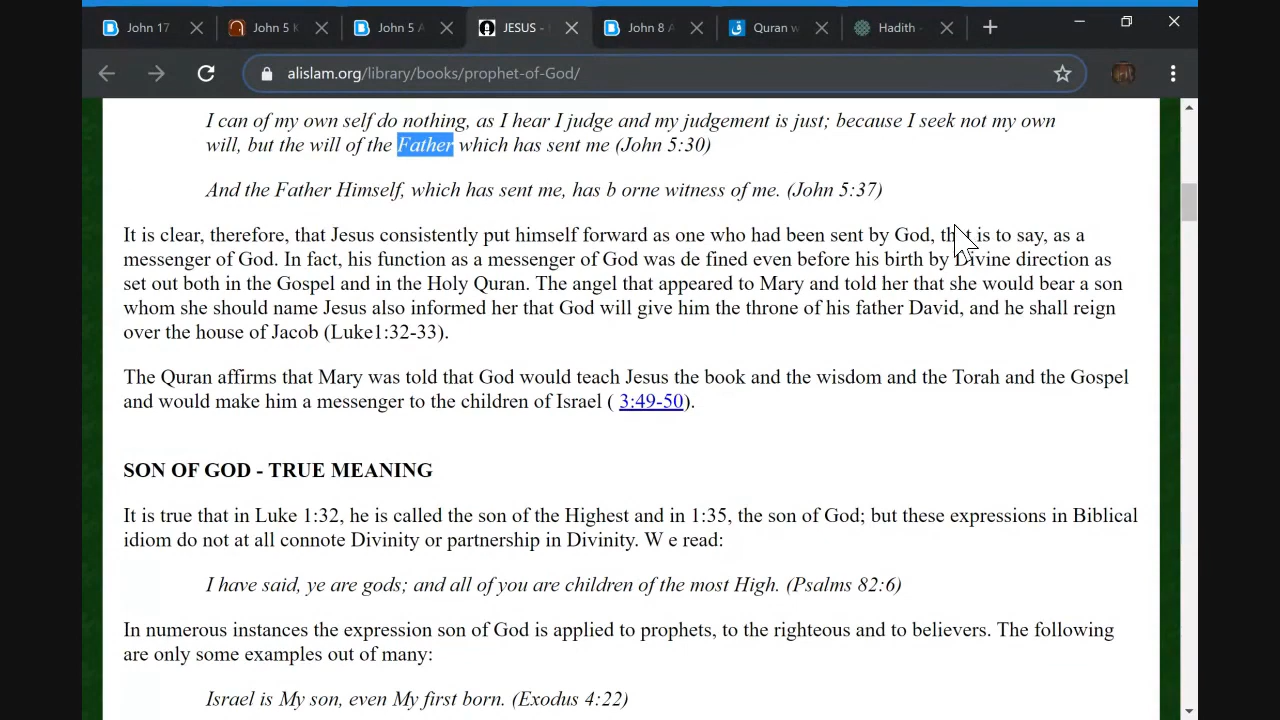 John 17
John 5 K
John 5 A
JESUS -
John 8 A
Quran w
Hadith -
alislam.org/library/books/prophet-of-God/
I can of my own self do nothing, as I hear I judge and my judgement is just; because I seek not my own
will, but the will of the Father which has sent me (John 5:30)
And the Father Himself, which has sent me, has b orne witness of me. (John 5:37)
It is clear, therefore, that Jesus consistently put himself forward as one who had been sent by God, that is to say, as a
messenger of God. In fact, his function as a messenger of God was de fined even before his birth by Divine direction as
set out both in the Gospel and in the Holy Quran. The angel that appeared to Mary and told her that she would bear a son
whom she should name Jesus also informed her that God will give him the throne of his father David, and he shall reign
over the house of Jacob (Luke1:32-33).
The Quran affirms that Mary was told that God would teach Jesus the book and the wisdom and the Torah and the Gospel
and would make him a messenger to the children of Israel ( 3:49-50).
SON OF GOD - TRUE MEANING
It is true that in Luke 1:32, he is called the son of the Highest and in 1:35, the son of God; but these expressions in Biblical
idiom do not at all connote Divinity or partnership in Divinity. W e read:
I have said, ye are gods; and all of you are children of the most High. (Psalms 82:6)
In numerous instances the expression son of God is applied to prophets, to the righteous and to believers. The following
are only some examples out of many:
Israel is My son, even My first born. (Exodus 4:22)